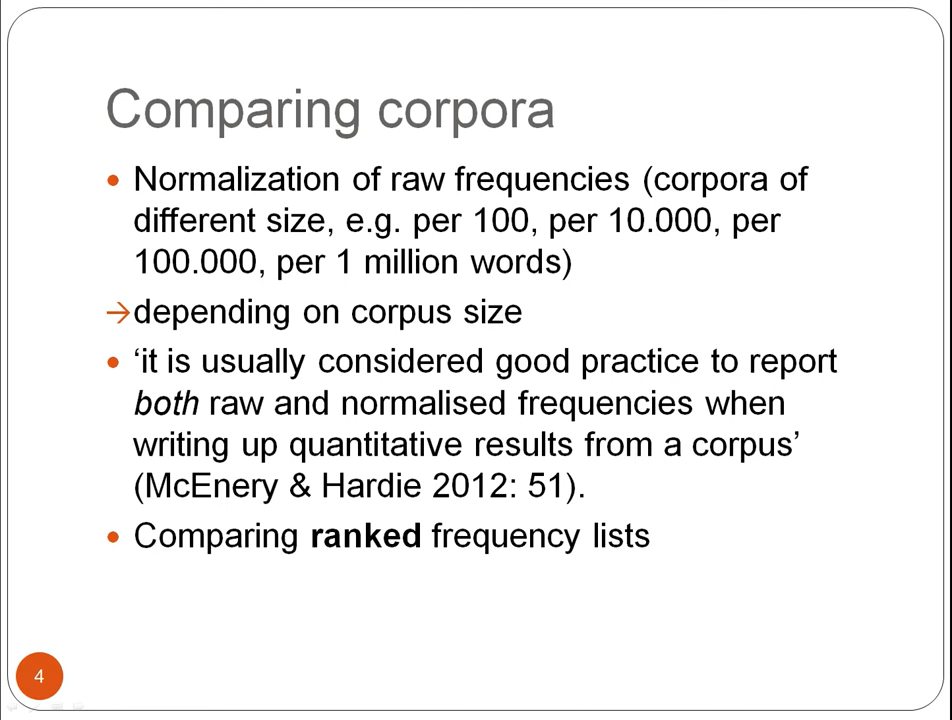 Comparing corpora
• Normalization of raw frequencies (corpora of
different size, e.g. per 100, per 10.000, per
100.000, per 1 million words)
→depending on corpus size
• ‘it is usually considered good practice to report
both raw and normalised frequencies when
writing up quantitative results from a corpus’
(McEnery & Hardie 2012: 51).
• Comparing ranked frequency lists
4